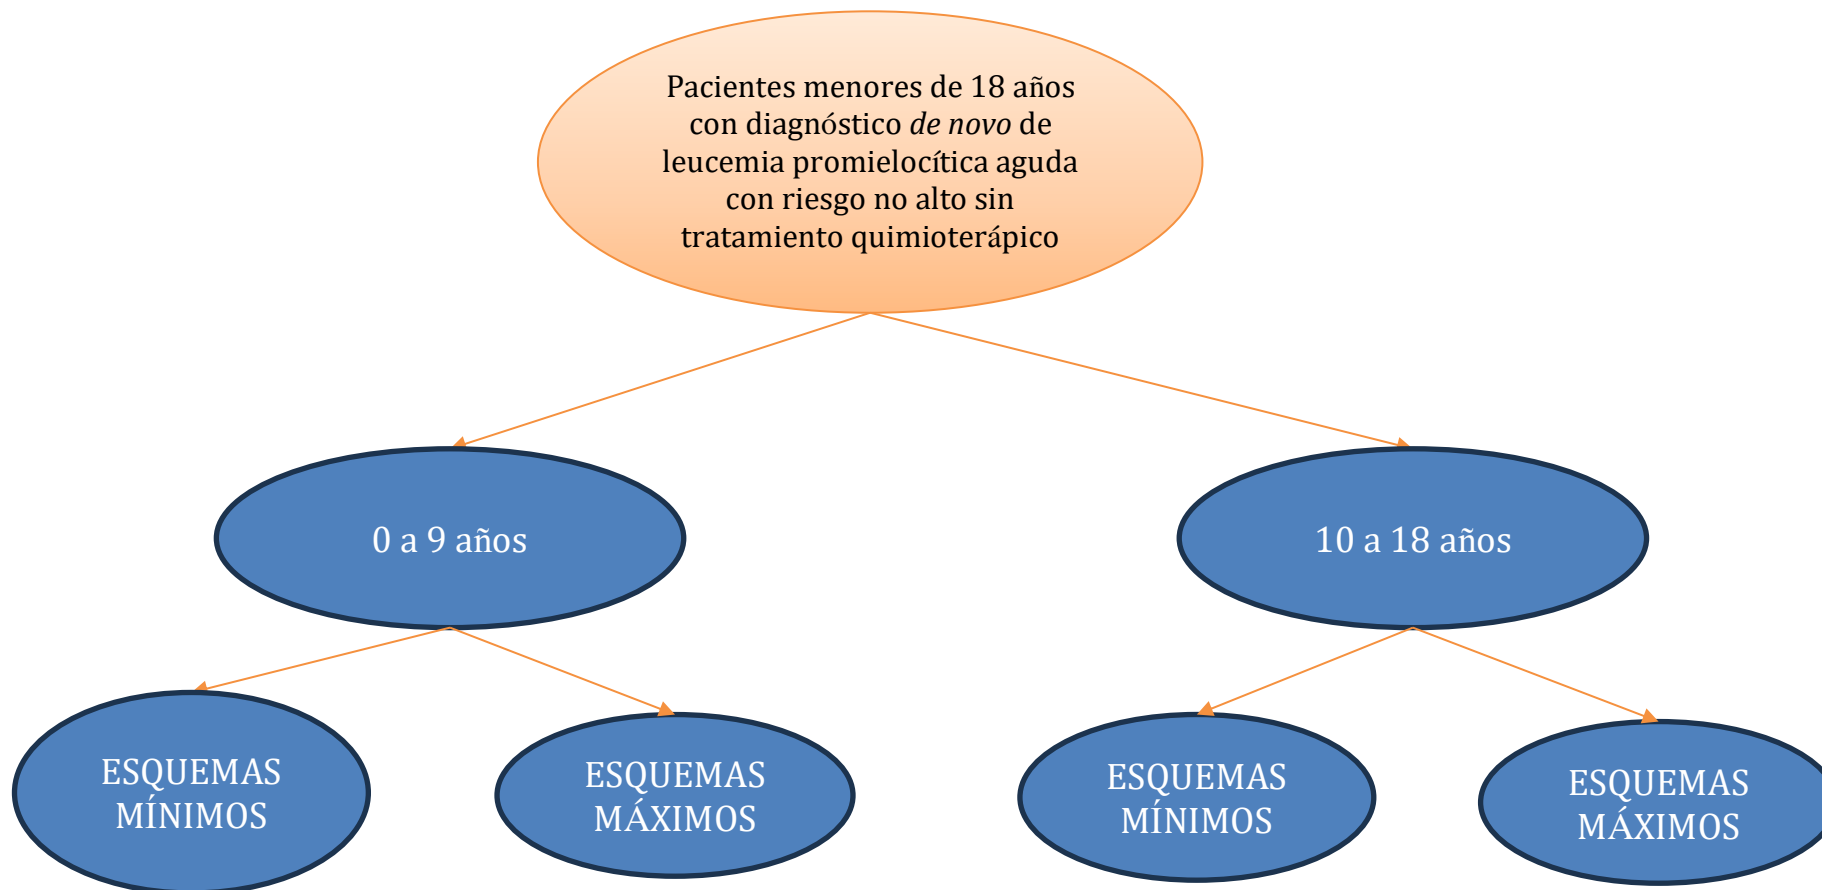 Pacientes menores de 18 años
con diagnóstico de novo de
leucemia promielocítica aguda
con riesgo no alto sin
tratamiento quimioterápico
0 a 9 años
10 a 18 años
ESQUEMAS
MÍNIMOS
ESQUEMAS
MÁXIMOS
ESQUEMAS
MÍNIMOS
ESQUEMAS
MÁXIMOS